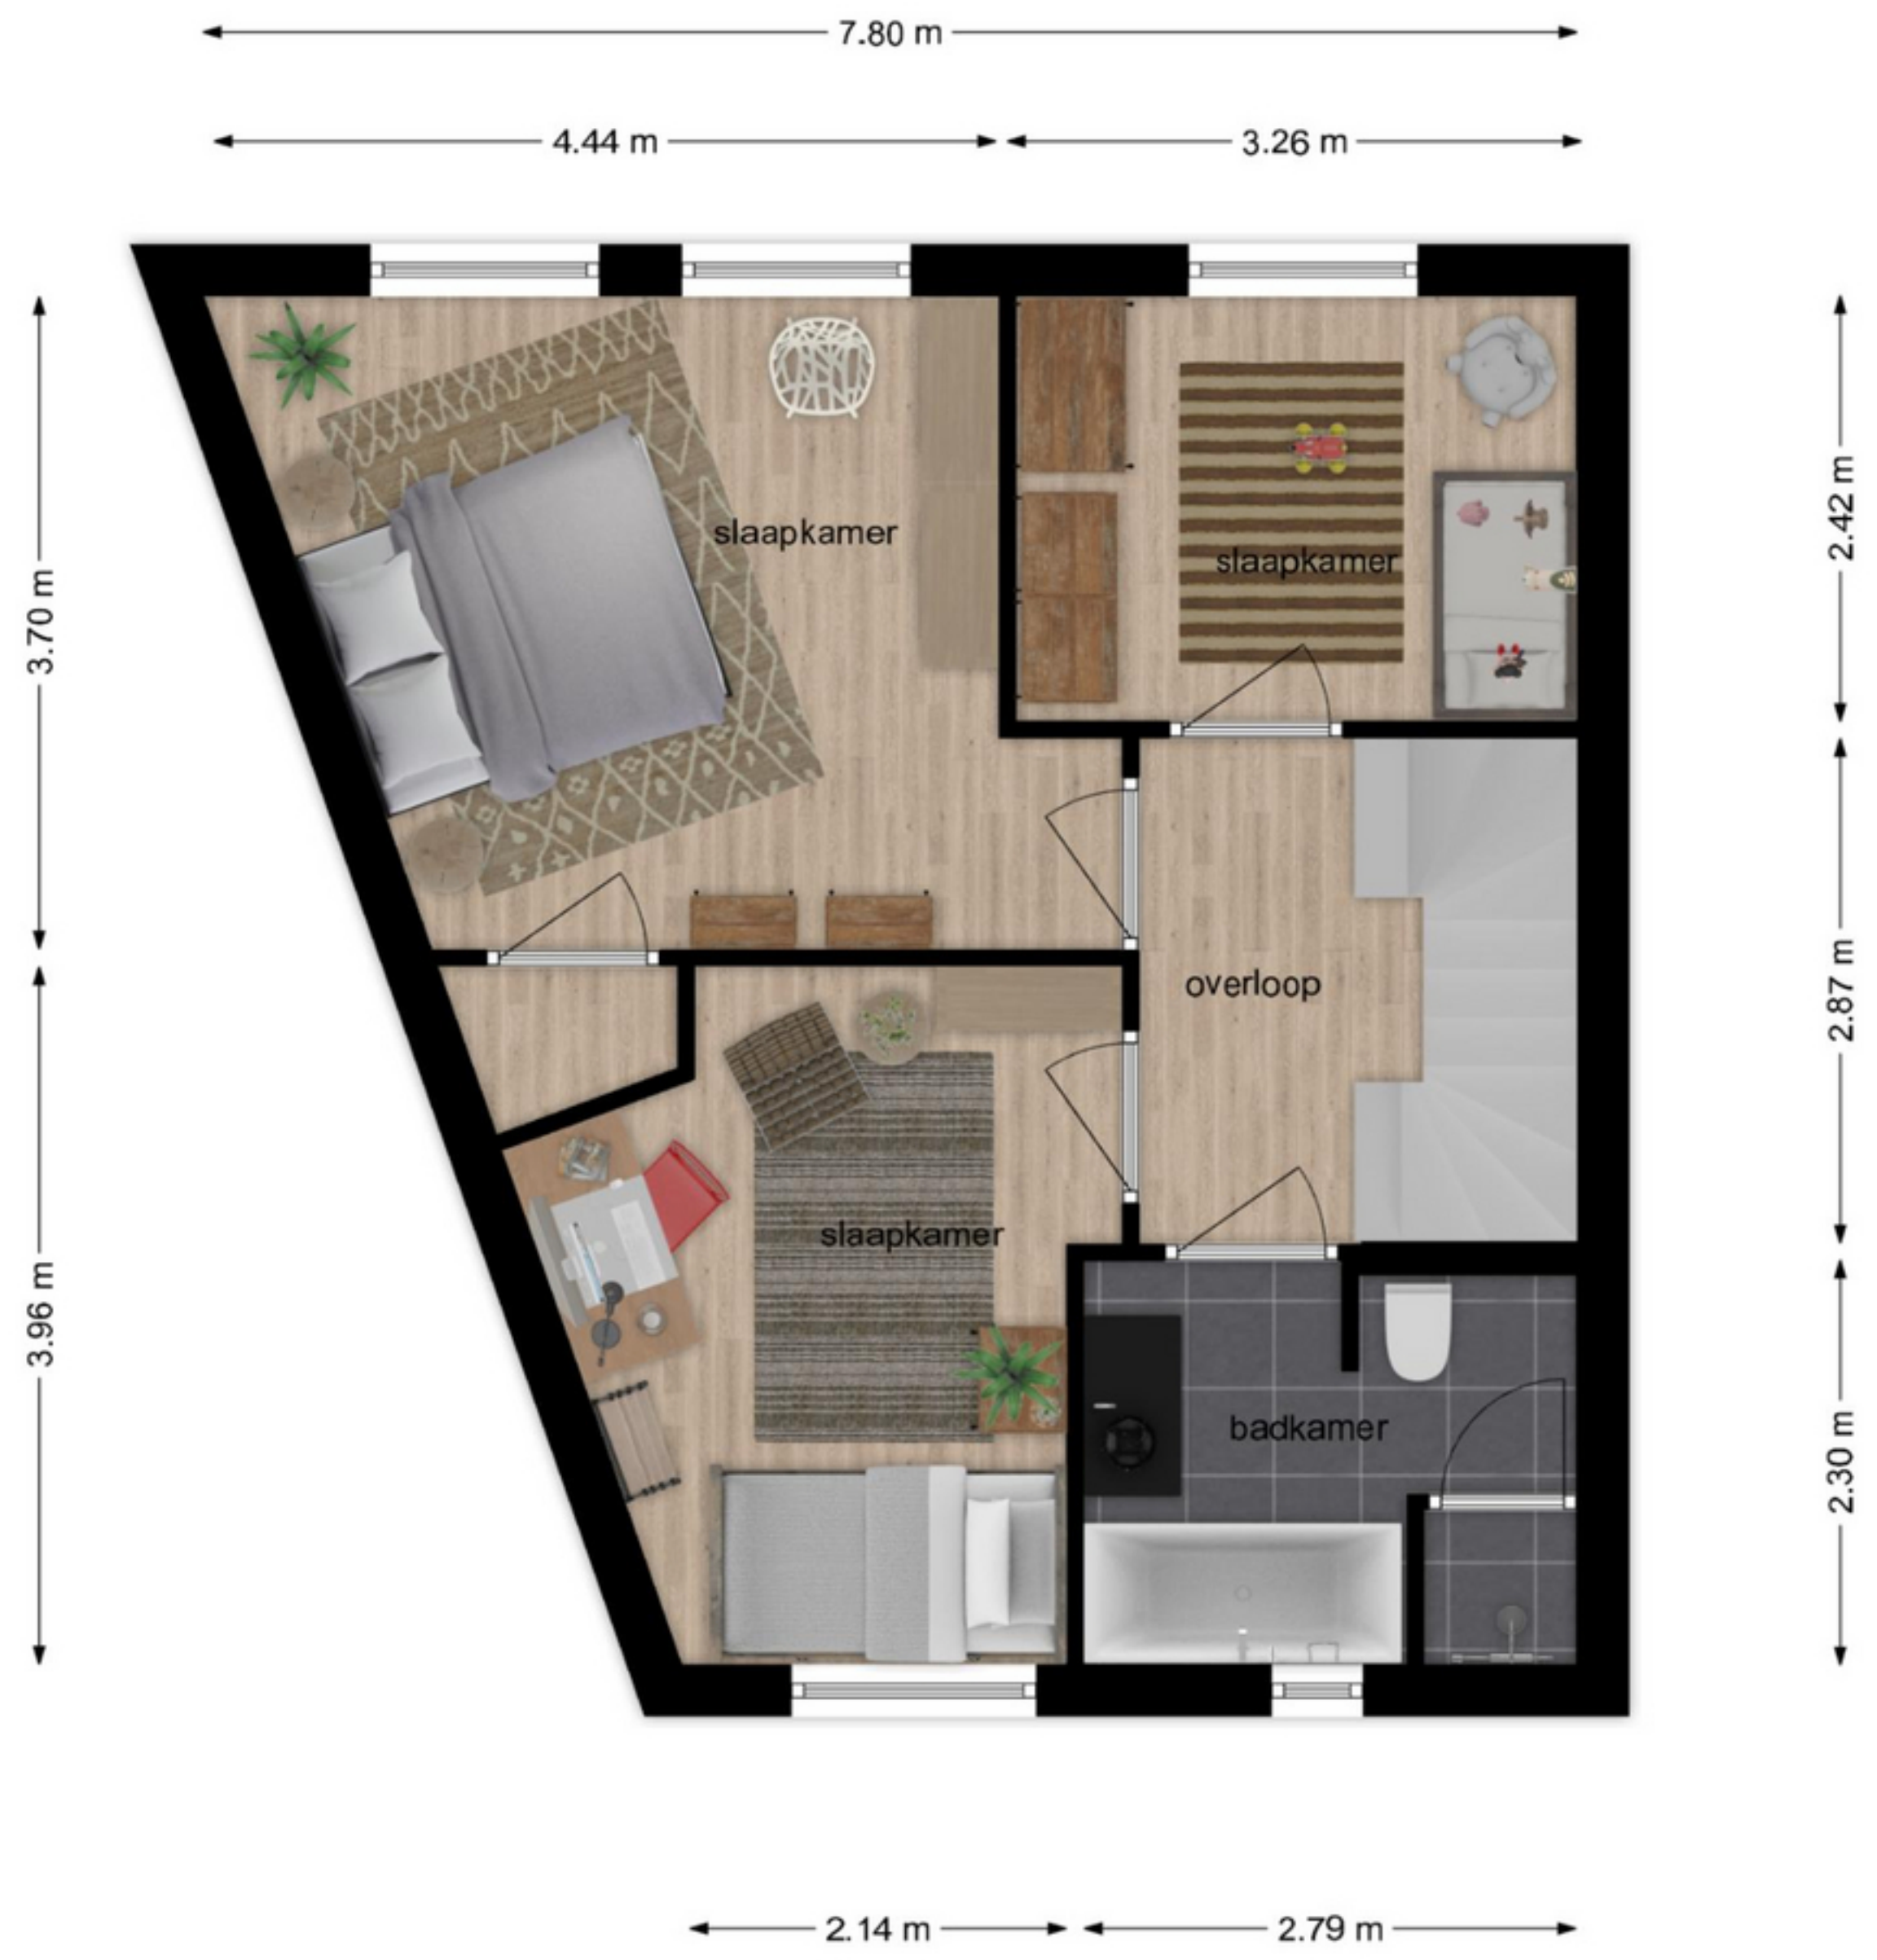 7.80 m
4.44 m
3.26 m
3.70 m
2.42 m
slaapkamer
slaapkamer
overloop
2.87 m
slaapkamer
3.96 m
badkamer
2.30 m
2.14 m
2.79 m